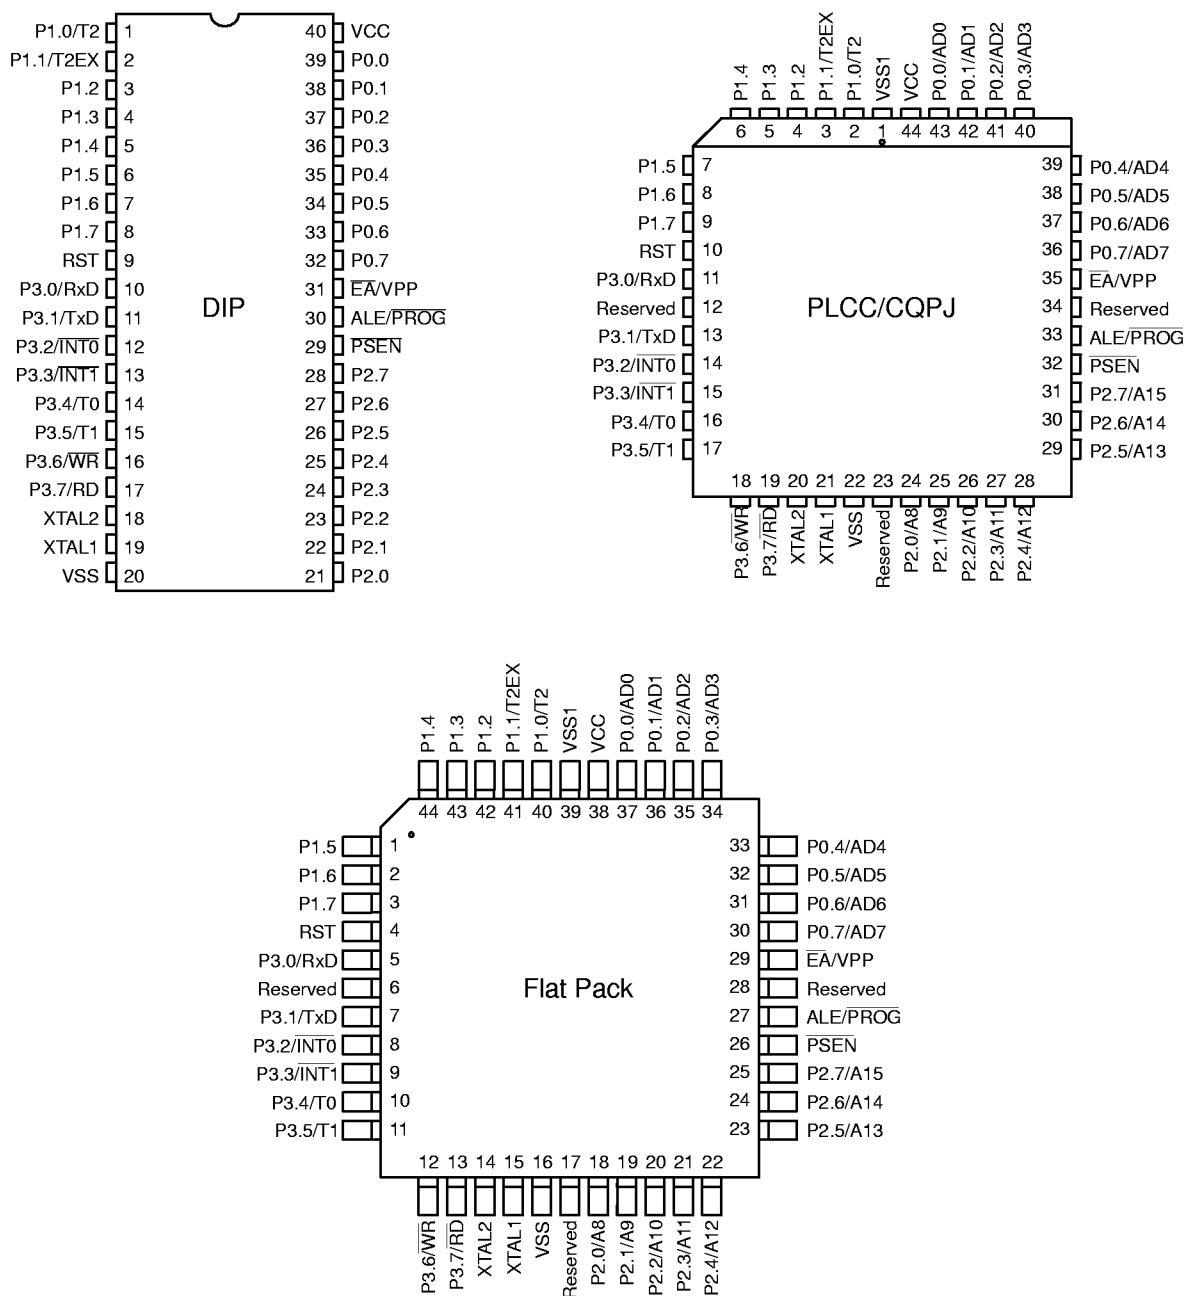 P1.0/T2 1 40 VCC
P1.1/T2EX 2 39 P0.0
P1.2 3 38 P0.1
P1.3 4 37 P0.2
P1.4 5 36 P0.3
P1.5 6 35 P0.4
P1.6 7 34 P0.5
P1.7 8 33 P0.6
RST 9 32 P0.7
P3.0/RxD 10 31 EA/VPP
P3.1/TxD 11 DIP 30 ALE/PROG
P3.2/INT0 12 29 PSEN
P3.3/INT1 13 28 P2.7
P3.4/T0 14 27 P2.6
P3.5/T1 15 26 P2.5
P3.6/WR 16 25 P2.4
P3.7/RD 17 24 P2.3
XTAL2 18 23 P2.2
XTAL1 19 22 P2.1
VSS 20 21 P2.0
P1.4 P1.3 P1.2 P1.1/T2EX P1.0/T2 VSS1 VCC P0.0/AD0 P0.1/AD1 P0.2/AD2 P0.3/AD3
6 5 4 3 2 1 44 43 42 41 40
P1.5 7 39 P0.4/AD4
P1.6 8 38 P0.5/AD5
P1.7 9 37 P0.6/AD6
RST 10 36 P0.7/AD7
P3.0/RxD 11 35 EA/VPP
Reserved 12 PLCC/CQPJ 34 Reserved
P3.1/TxD 13 33 ALE/PROG
P3.2/INT0 14 32 PSEN
P3.3/INT1 15 31 P2.7/A15
P3.4/T0 16 30 P2.6/A14
P3.5/T1 17 29 P2.5/A13
18 19 20 21 22 23 24 25 26 27 28
P3.6/WR P3.7/RD XTAL2 XTAL1 VSS Reserved P2.0/A8 P2.1/A9 P2.2/A10 P2.3/A11 P2.4/A12
P1.4 P1.3 P1.2 P1.1/T2EX P1.0/T2 VSS1 VCC P0.0/AD0 P0.1/AD1 P0.2/AD2 P0.3/AD3
44 43 42 41 40 39 38 37 36 35 34
P1.5 1 33 P0.4/AD4
P1.6 2 32 P0.5/AD5
P1.7 3 31 P0.6/AD6
RST 4 30 P0.7/AD7
P3.0/RxD 5 29 EA/VPP
Reserved 6 Flat Pack 28 Reserved
P3.1/TxD 7 27 ALE/PROG
P3.2/INT0 8 26 PSEN
P3.3/INT1 9 25 P2.7/A15
P3.4/T0 10 24 P2.6/A14
P3.5/T1 11 23 P2.5/A13
12 13 14 15 16 17 18 19 20 21 22
P3.6/WR P3.7/RD XTAL2 XTAL1 VSS Reserved P2.0/A8 P2.1/A9 P2.2/A10 P2.3/A11 P2.4/A12